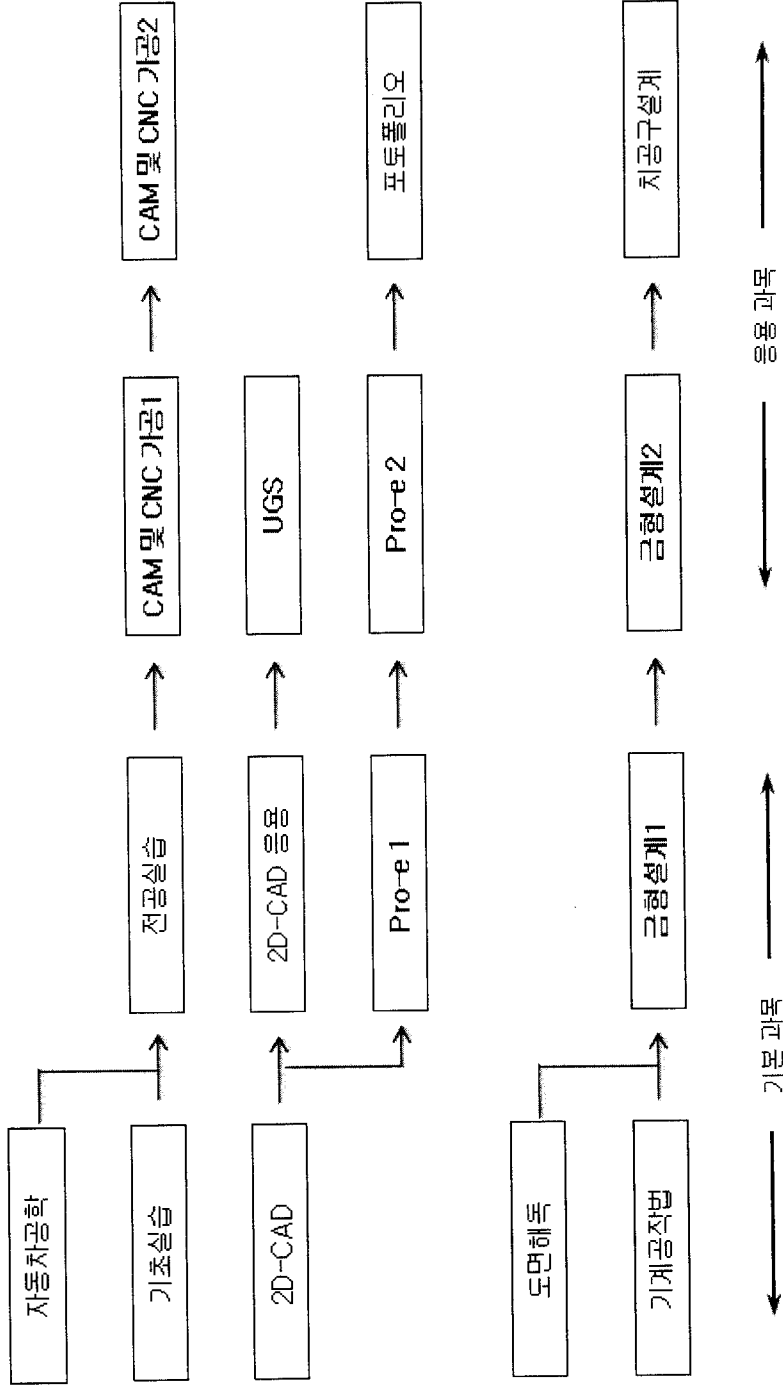 자동차공학
기초실습
전공실습
CAM 및 CNC 가공1
CAM 및 CNC 가공2
2D-CAD
2D-CAD 응용
UGS
Pro-e 1
Pro-e 2
포토폴리오
도면해독
기계공작법
금형설계1
금형설계2
치공구설계
기본 과목
응용 과목